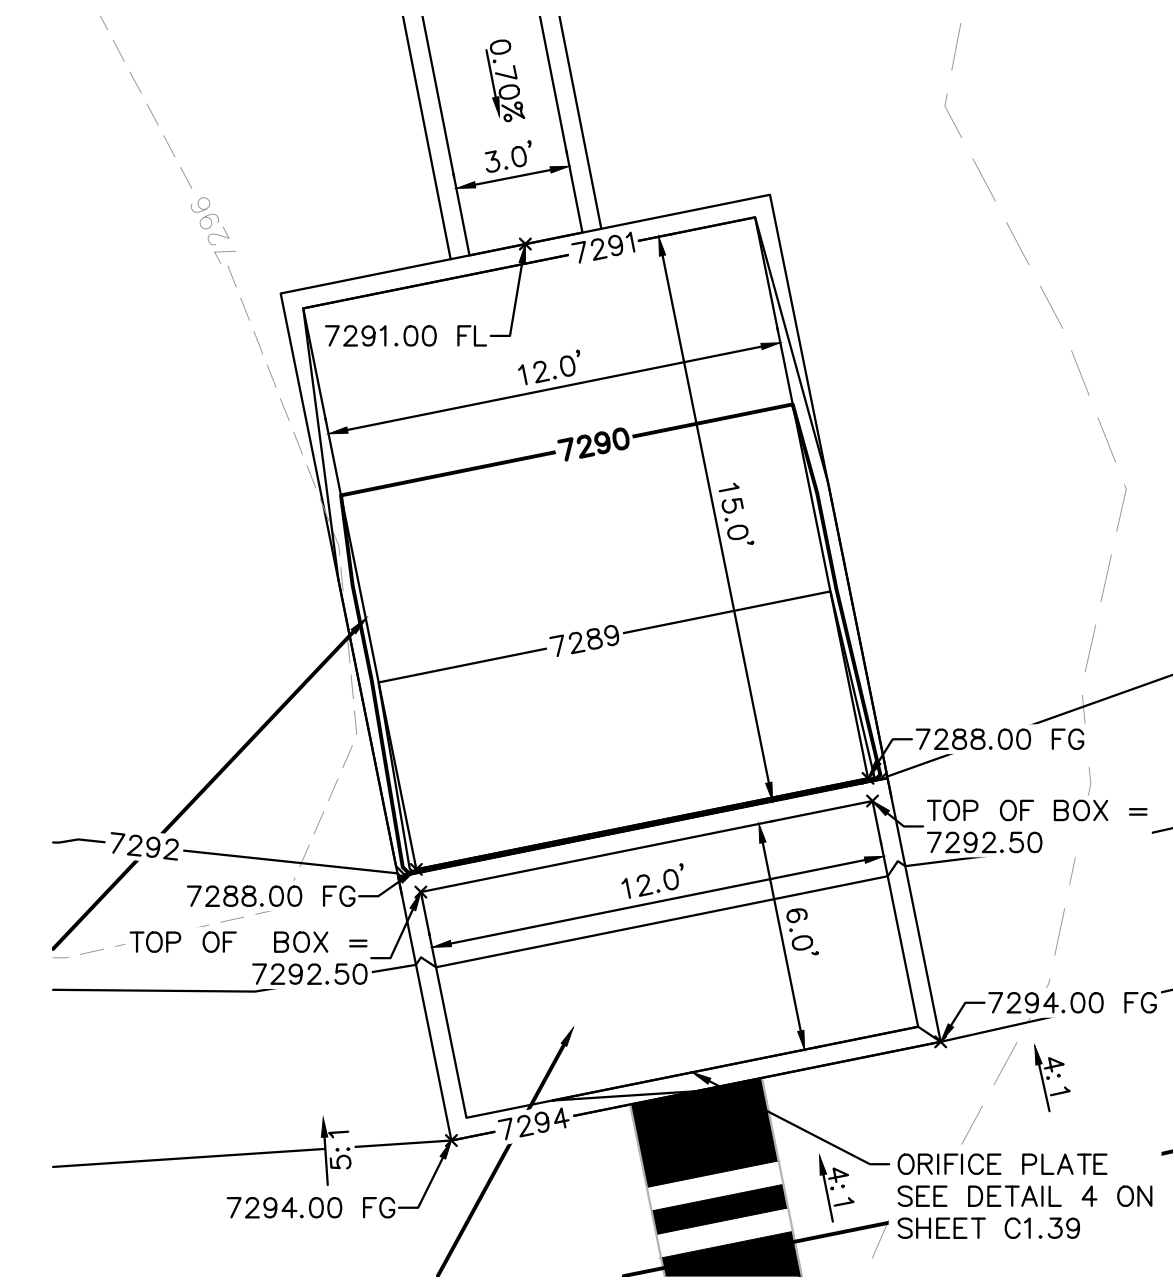 0.70%
3.0'
7296
7291
7291.00 FL
12.0'
7290
15.0'
7289
7288.00 FG
TOP OF BOX =
7292.50
7292
7288.00 FG
12.0'
6.0'
TOP OF BOX =
7292.50
7294.00 FG
4:1
7294
5:1
ORIFICE PLATE
SEE DETAIL 4 ON
SHEET C1.39
4:1
7294.00 FG